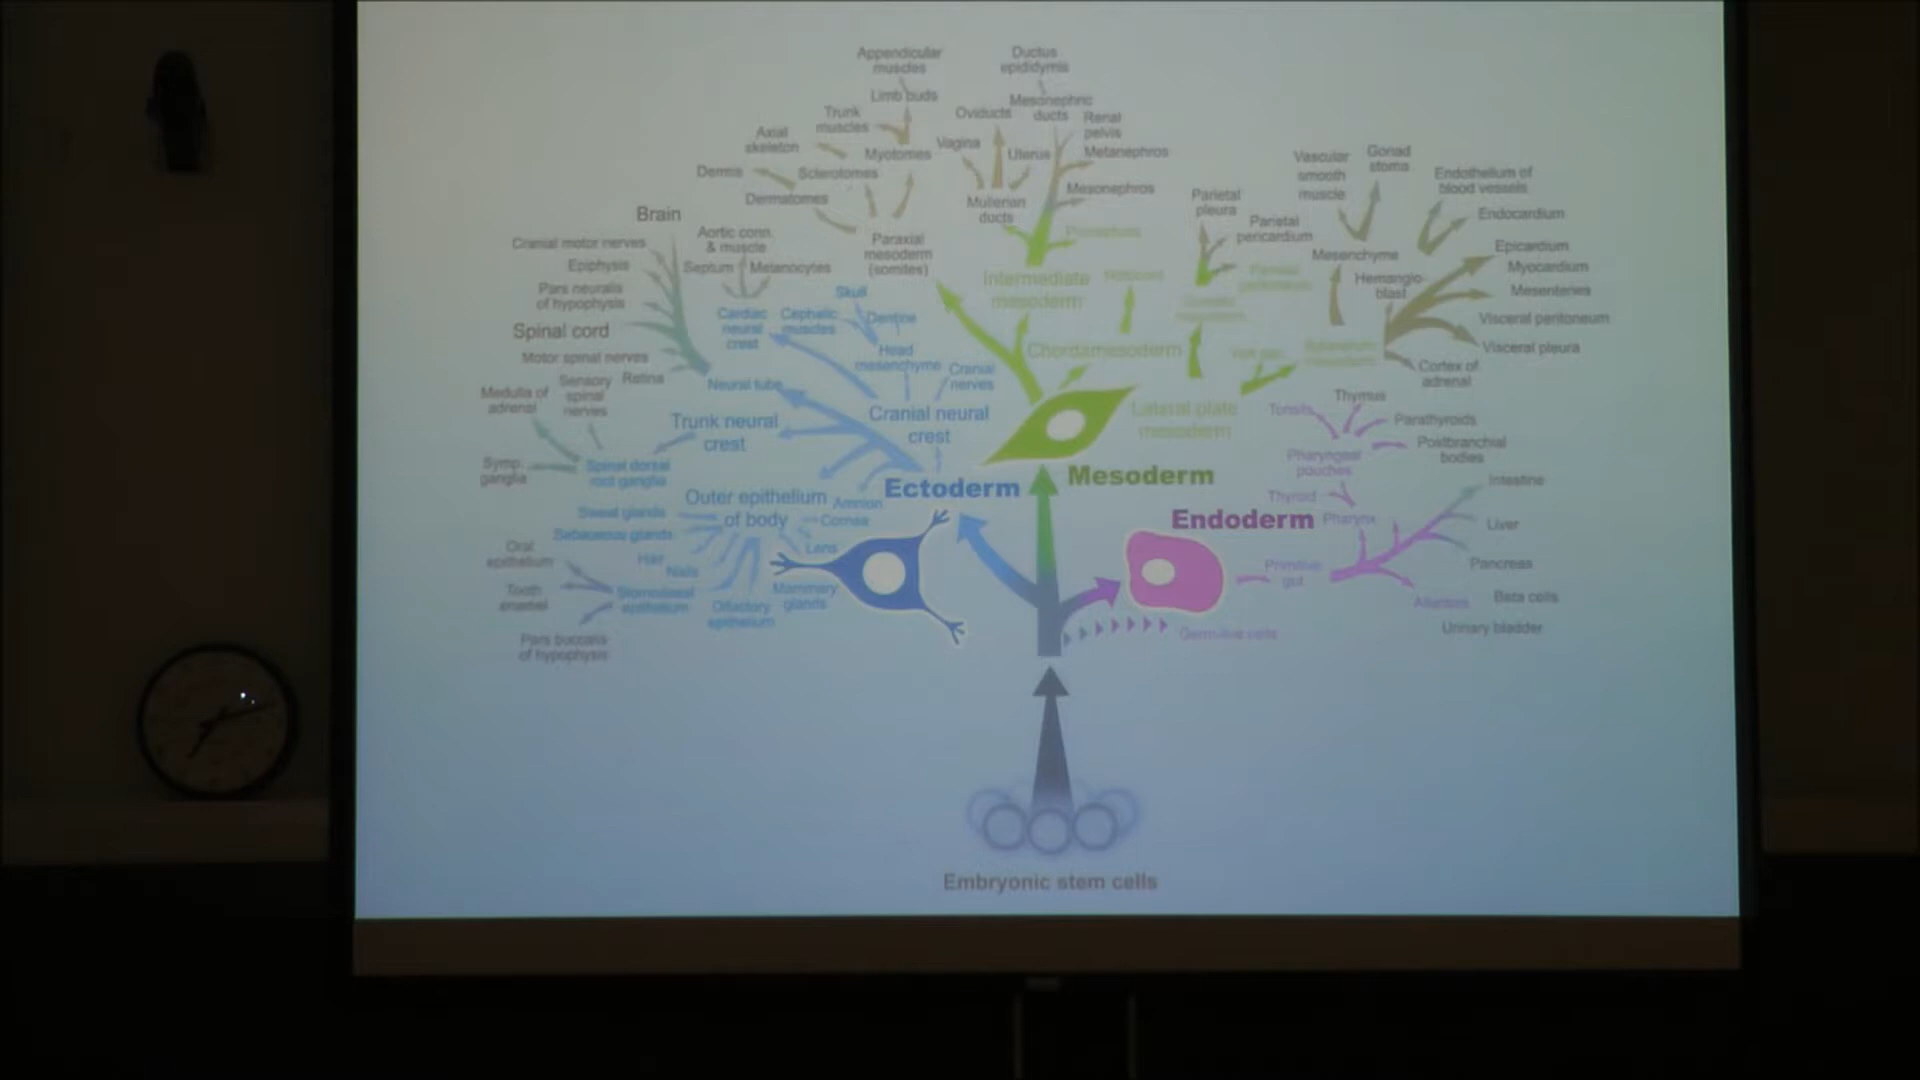 Appendicular
muscles
Limb buds
Trunk
muscles
Axial
skeleton
Myotomes
Dermis
Sclerotomes
Dermatomes
Paraxial
mesoderm
(somites)
Ductus
epididymis
Mesonephric
ducts
Oviducts
Renal
pelvis
Vagina
Uterus
Metanephros
Mesonephros
Mullerian
ducts
Pronephros
Intermediate
mesoderm
Notocord
Chordamesoderm
Parietal
pleura
Parietal
pericardium
Lateral plate
mesoderm
Vascular
smooth
muscle
Gonad
stoma
Endothelium of
blood vessels
Endocardium
Mesenchyme
Epicardium
Hemangio-
blast
Myocardium
Mesenteries
Visceral peritoneum
Visceral pleura
Cortex of
adrenal
Brain
Cranial motor nerves
Epiphysis
Pars neuralis
of hypophysis
Spinal cord
Motor spinal nerves
Retina
Neural tube
Aortic conn.
& muscle
Septum
Melanocytes
Cardiac
neural
crest
Cephalic
muscles
Skull
Dentine
Head
mesenchyme
Cranial
nerves
Cranial neural
crest
Trunk neural
crest
Medulla of
adrenal
Sensory
spinal
nerves
Symp.
ganglia
Spinal dorsal
root ganglia
Outer epithelium
of body
Amnion
Cornea
Lens
Sweat glands
Sebaceous glands
Hair
Nails
Oral
epithelium
Tooth
enamel
Stomodaeal
epithelium
Pars buccalis
of hypophysis
Olfactory
epithelium
Mammary
glands
Ectoderm
Mesoderm
Endoderm
Thymus
Tonsils
Parathyroids
Postbranchial
bodies
Pharyngeal
pouches
Thyroid
Pharynx
Intestine
Liver
Pancreas
Primitive
gut
Beta cells
Allantois
Urinary bladder
Germline cells
Embryonic stem cells